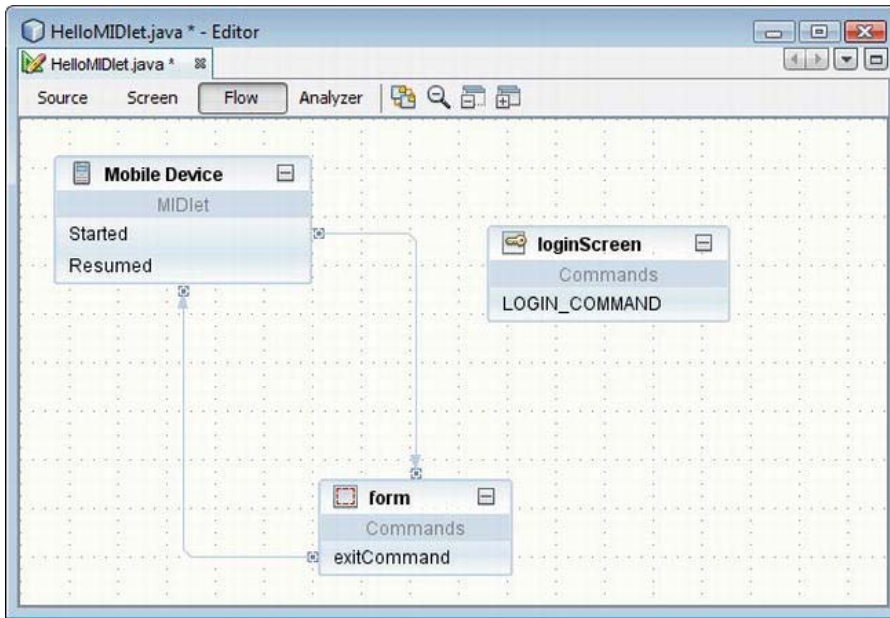 HelloMIDlet.java * - Editor
HelloMIDlet.java *
Source Screen Flow Analyzer
Mobile Device
MIDlet
Started
Resumed
loginScreen
Commands
LOGIN_COMMAND
form
Commands
exitCommand